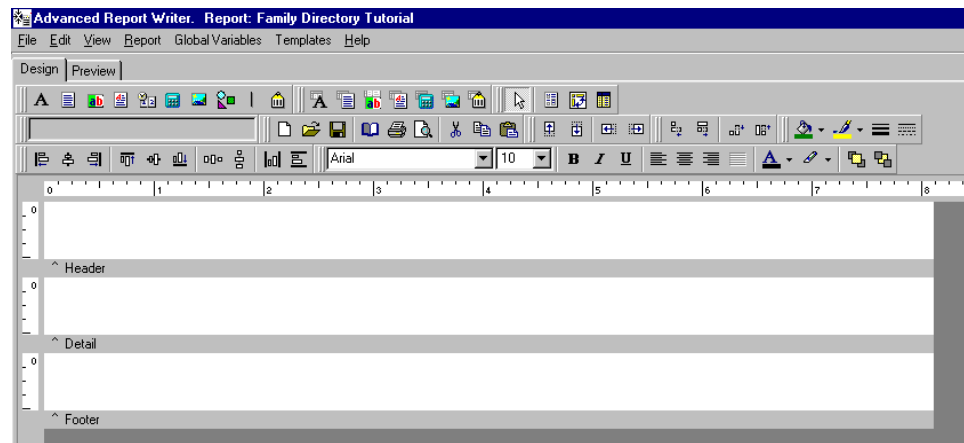 Advanced Report Writer. Report: Family Directory Tutorial
File Edit View Report Global Variables Templates Help
Design Preview
Arial 10 B I U A
0 1 2 3 4 5 6 7 8
0
^ Header
0
^ Detail
0
^ Footer